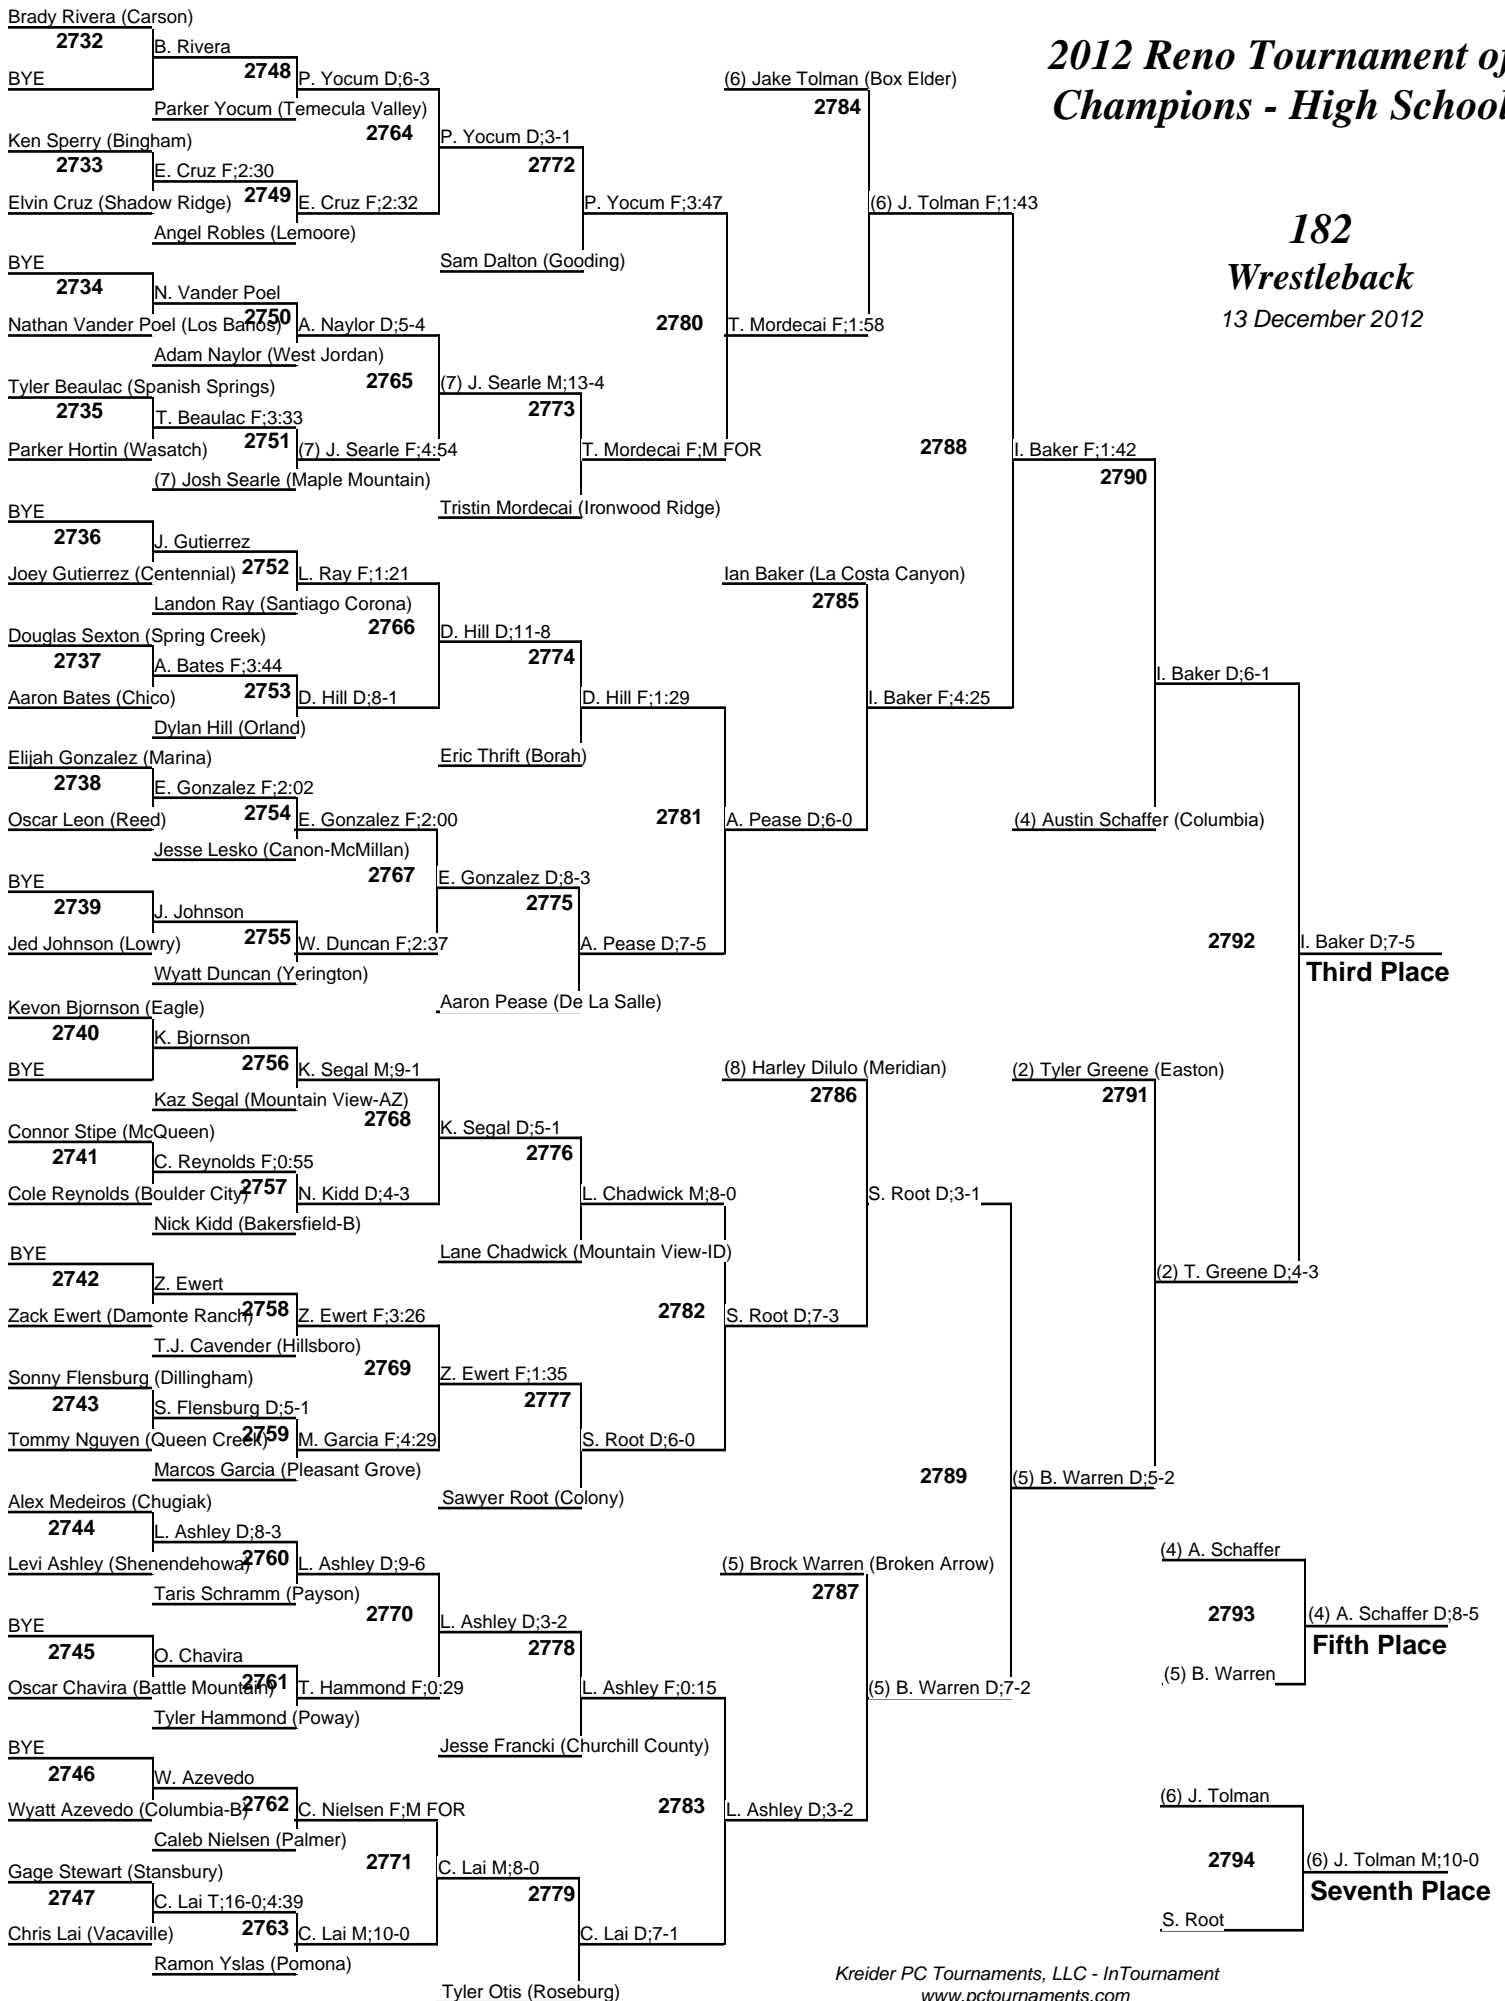 2012 Reno Tournament of
Champions - High School
182
Wrestleback
13 December 2012
Brady Rivera (Carson)
2732
BYE
B. Rivera
2748
Parker Yocum (Temecula Valley)
P. Yocum D;6-3
2764
Ken Sperry (Bingham)
2733
Elvin Cruz (Shadow Ridge)
E. Cruz F;2:30
2749
Angel Robles (Lemoore)
E. Cruz F;2:32
P. Yocum D;3-1
2772
Sam Dalton (Gooding)
P. Yocum F;3:47
BYE
2734
Nathan Vander Poel (Los Banos)
N. Vander Poel
2750
Adam Naylor (West Jordan)
A. Naylor D;5-4
2765
Tyler Beaulac (Spanish Springs)
2735
Parker Hortin (Wasatch)
T. Beaulac F;3:33
2751
(7) Josh Searle (Maple Mountain)
(7) J. Searle F;4:54
(7) J. Searle M;13-4
2773
Tristin Mordecai (Ironwood Ridge)
T. Mordecai F;M FOR
2780
T. Mordecai F;1:58
(6) Jake Tolman (Box Elder)
2784
(6) J. Tolman F;1:43
BYE
2736
Joey Gutierrez (Centennial)
J. Gutierrez
2752
Landon Ray (Santiago Corona)
L. Ray F;1:21
2766
Douglas Sexton (Spring Creek)
2737
Aaron Bates (Chico)
A. Bates F;3:44
2753
Dylan Hill (Orland)
D. Hill D;8-1
D. Hill D;11-8
2774
Eric Thrift (Borah)
D. Hill F;1:29
Elijah Gonzalez (Marina)
2738
Oscar Leon (Reed)
E. Gonzalez F;2:02
2754
Jesse Lesko (Canon-McMillan)
E. Gonzalez F;2:00
2767
BYE
2739
Jed Johnson (Lowry)
J. Johnson
2755
Wyatt Duncan (Yerington)
W. Duncan F;2:37
E. Gonzalez D;8-3
2775
Aaron Pease (De La Salle)
A. Pease D;7-5
2781
A. Pease D;6-0
Ian Baker (La Costa Canyon)
2785
I. Baker F;4:25
2788
I. Baker F;1:42
2790
(4) Austin Schaffer (Columbia)
I. Baker D;6-1
Kevon Bjornson (Eagle)
2740
BYE
K. Bjornson
2756
Kaz Segal (Mountain View-AZ)
K. Segal M;9-1
2768
Connor Stipe (McQueen)
2741
Cole Reynolds (Boulder City)
C. Reynolds F;0:55
2757
Nick Kidd (Bakersfield-B)
N. Kidd D;4-3
K. Segal D;5-1
2776
Lane Chadwick (Mountain View-ID)
L. Chadwick M;8-0
BYE
2742
Zack Ewert (Damonte Ranch)
Z. Ewert
2758
T.J. Cavender (Hillsboro)
Z. Ewert F;3:26
2769
Sonny Flensburg (Dillingham)
2743
Tommy Nguyen (Queen Creek)
S. Flensburg D;5-1
2759
Marcos Garcia (Pleasant Grove)
M. Garcia F;4:29
Z. Ewert F;1:35
2777
Sawyer Root (Colony)
S. Root D;6-0
2782
S. Root D;7-3
(8) Harley Dilulo (Meridian)
2786
S. Root D;3-1
Alex Medeiros (Chugiak)
2744
Levi Ashley (Shenendehowa)
L. Ashley D;8-3
2760
Taris Schramm (Payson)
L. Ashley D;9-6
2770
BYE
2745
Oscar Chavira (Battle Mountain)
O. Chavira
2761
Tyler Hammond (Poway)
T. Hammond F;0:29
L. Ashley D;3-2
2778
Jesse Francki (Churchill County)
L. Ashley F;0:15
BYE
2746
Wyatt Azevedo (Columbia-B)
W. Azevedo
2762
Caleb Nielsen (Palmer)
C. Nielsen F;M FOR
2771
Gage Stewart (Stansbury)
2747
Chris Lai (Vacaville)
C. Lai T;16-0;4:39
2763
Ramon Yslas (Pomona)
C. Lai M;10-0
C. Lai M;8-0
2779
Tyler Otis (Roseburg)
C. Lai D;7-1
2783
L. Ashley D;3-2
(5) Brock Warren (Broken Arrow)
2787
(5) B. Warren D;7-2
2789
(5) B. Warren D;5-2
(2) Tyler Greene (Easton)
2791
(2) T. Greene D;4-3
2792
I. Baker D;7-5
Third Place
(4) A. Schaffer
2793
(5) B. Warren
(4) A. Schaffer D;8-5
Fifth Place
(6) J. Tolman
2794
S. Root
(6) J. Tolman M;10-0
Seventh Place
Kreider PC Tournaments, LLC - InTournament
www.pctournaments.com